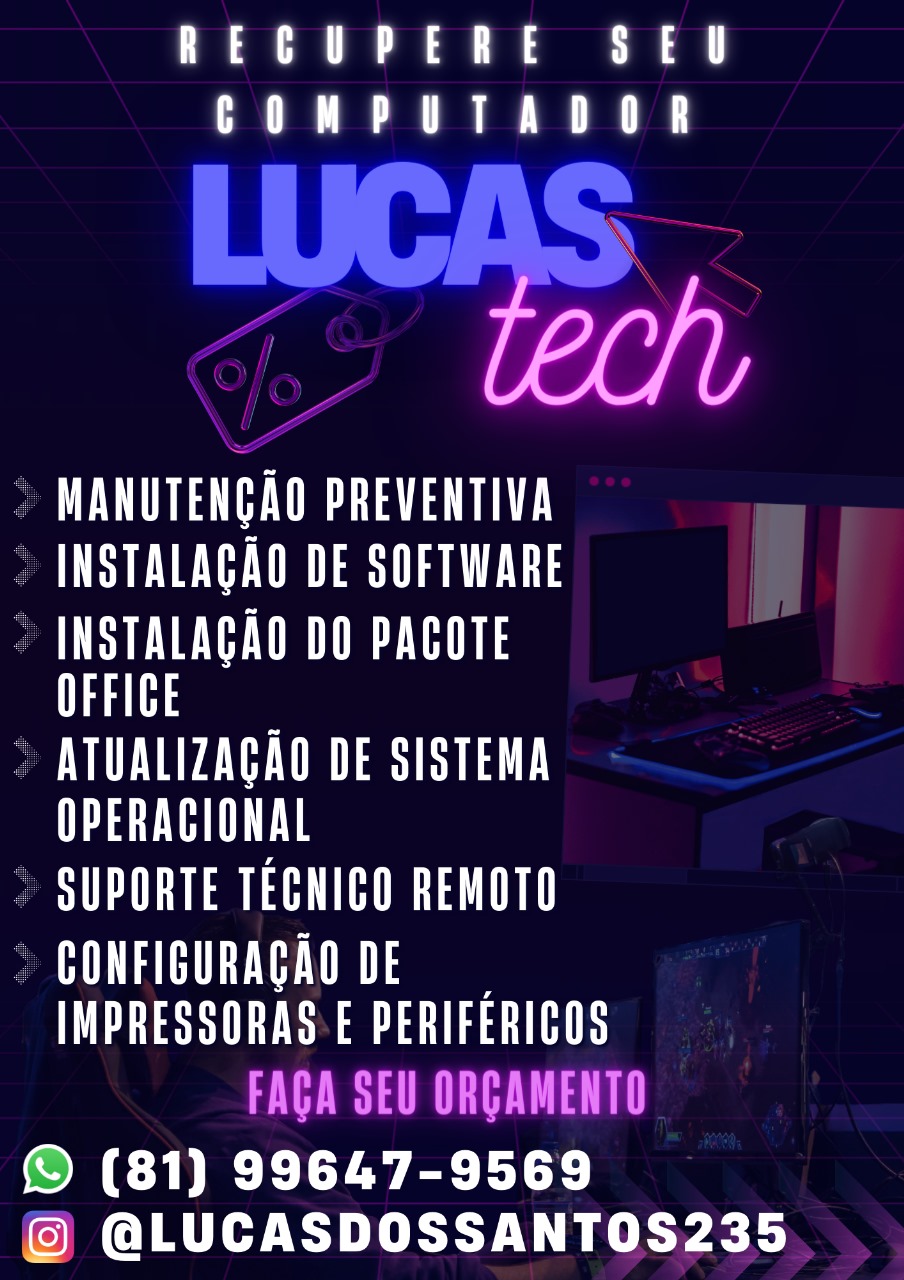 RECUPERE SEU
COMPUTADOR
LUCAS
tech
MANUTENÇÃO PREVENTIVA
INSTALAÇÃO DE SOFTWARE
INSTALAÇÃO DO PACOTE
OFFICE
ATUALIZAÇÃO DE SISTEMA
OPERACIONAL
SUPORTE TÉCNICO REMOTO
CONFIGURAÇÃO DE
IMPRESSORAS E PERIFÉRICOS
FAÇA SEU ORÇAMENTO
(81) 99647-9569
@LUCASDOSSANTOS235